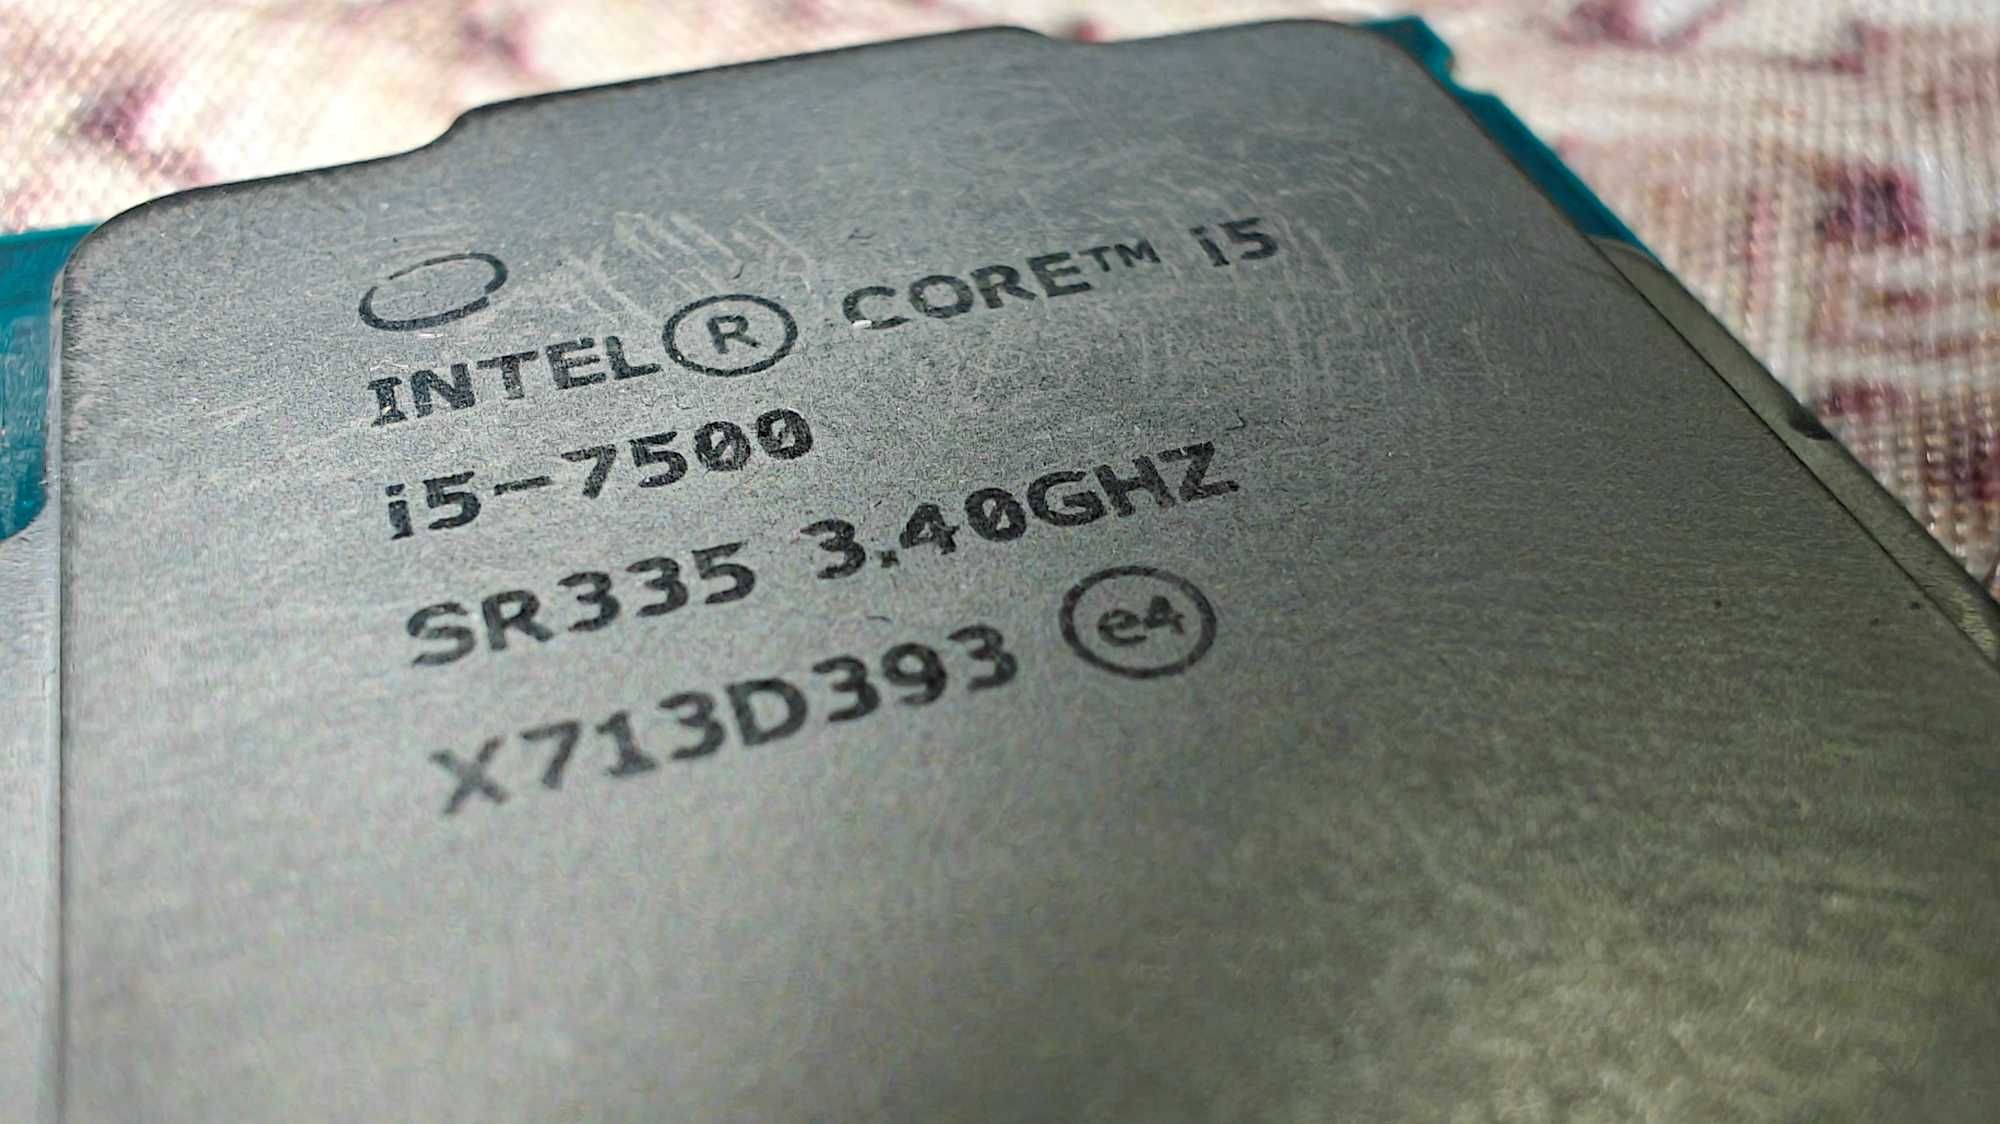 INTEL® CORE™ i5
i5-7500
SR335 3.40GHZ
X713D393 e4